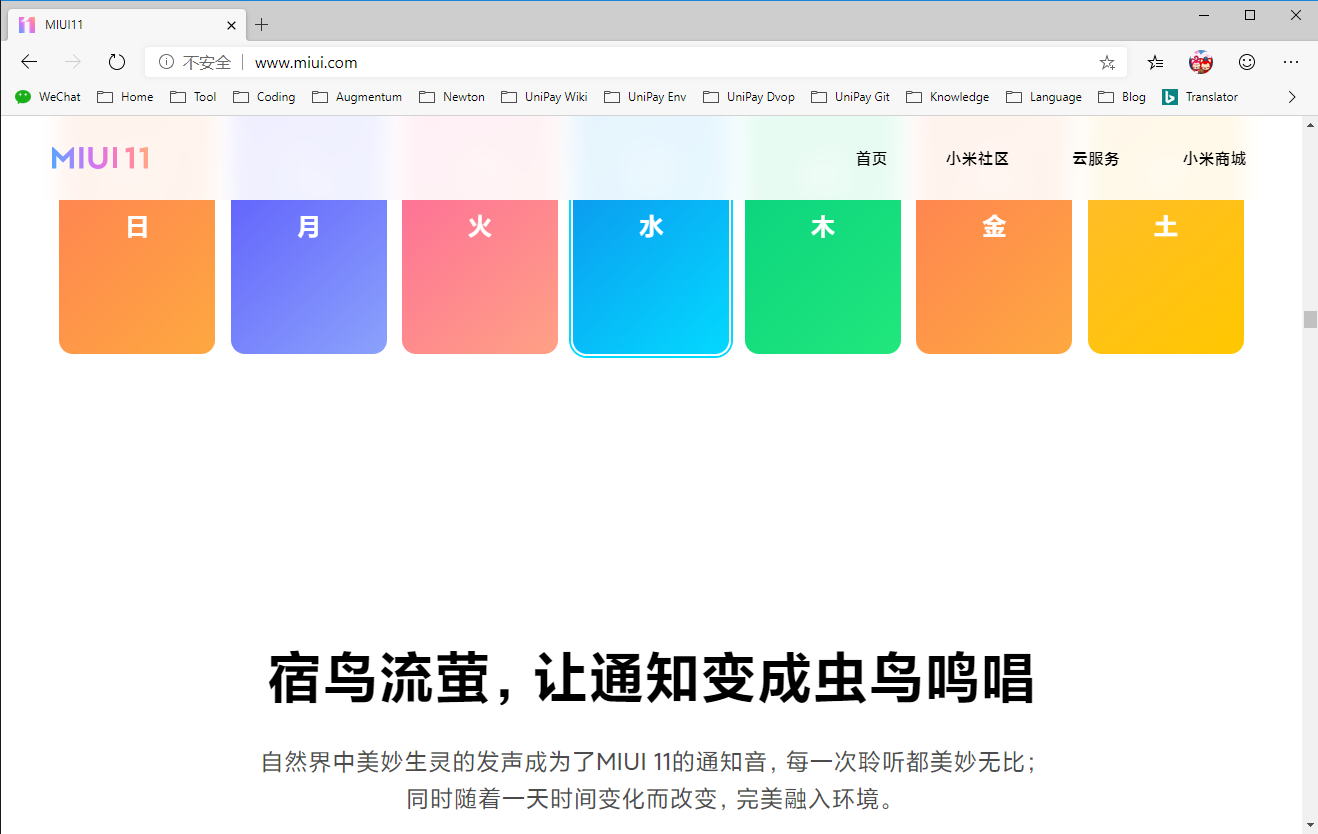 MIUI11
不安全 www.miui.com
WeChat Home Tool Coding Augmentum Newton UniPay Wiki UniPay Env UniPay Dvop UniPay Git Knowledge Language Blog Translator
MIUI 11 首页 小米社区 云服务 小米商城
日 月 火 水 木 金 土
宿鸟流萤，让通知变成虫鸟鸣唱
自然界中美妙生灵的发声成为了MIUI 11的通知音，每一次聆听都美妙无比；
同时随着一天时间变化而改变，完美融入环境。